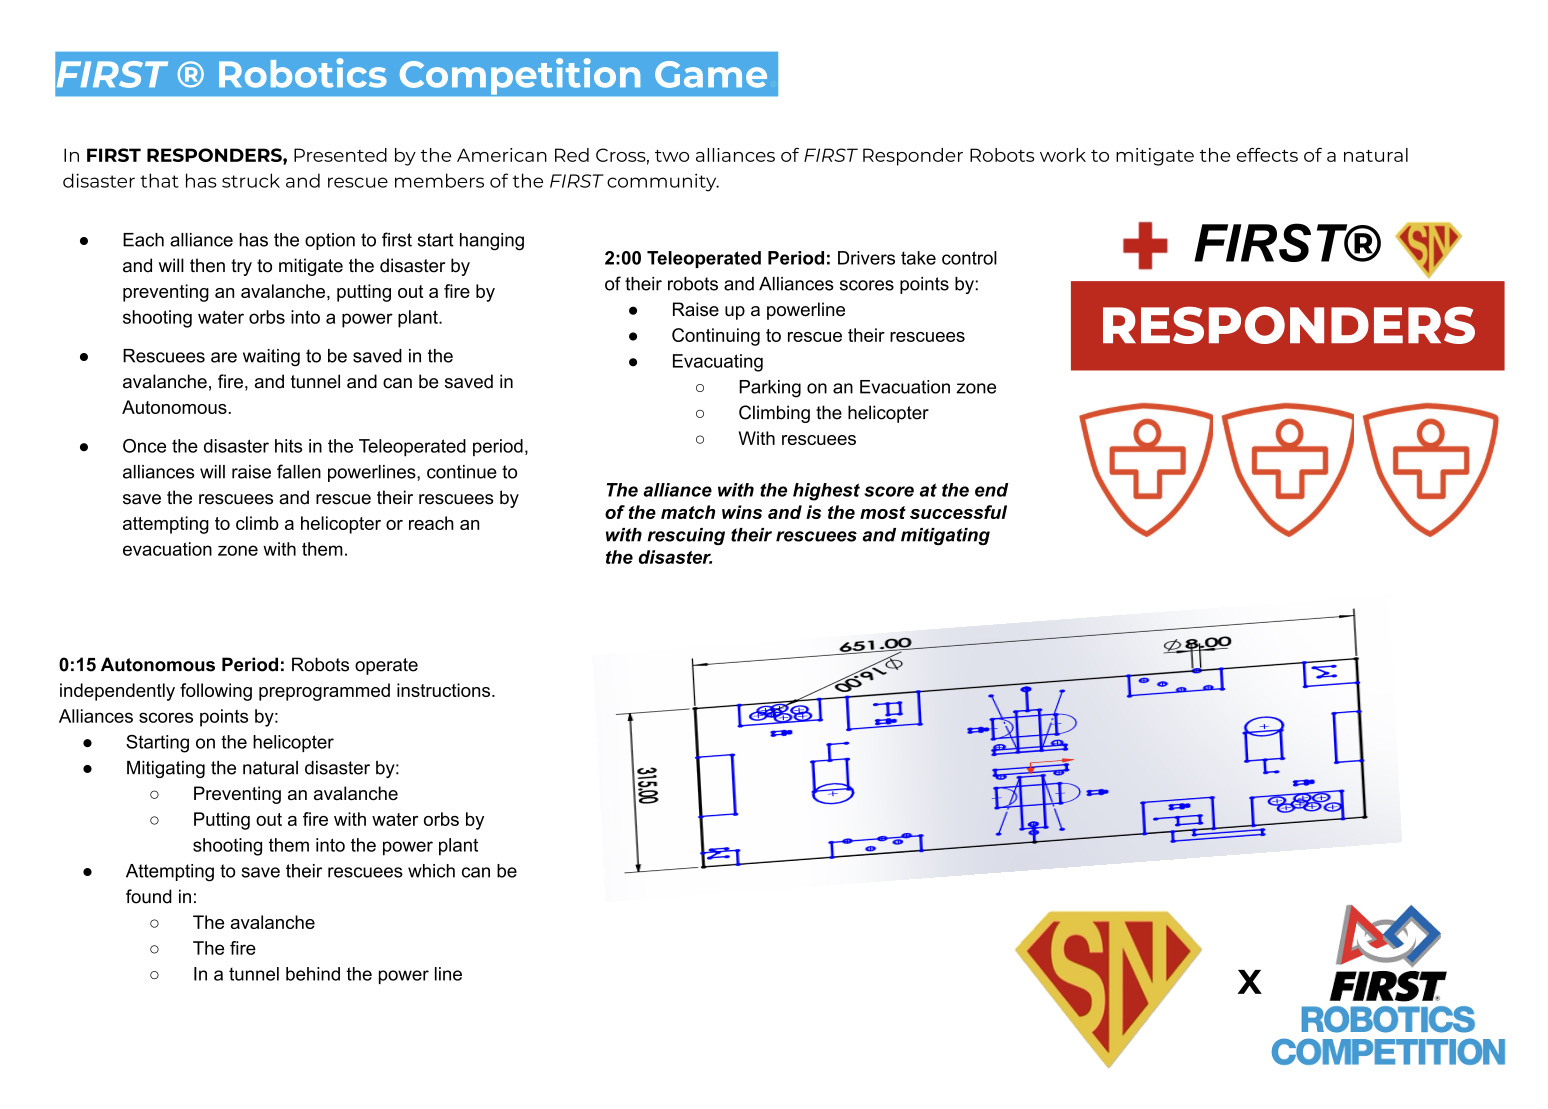 FIRST ® Robotics Competition Game
In FIRST RESPONDERS, Presented by the American Red Cross, two alliances of FIRST Responder Robots work to mitigate the effects of a natural
disaster that has struck and rescue members of the FIRST community.
● Each alliance has the option to first start hanging
and will then try to mitigate the disaster by
preventing an avalanche, putting out a fire by
shooting water orbs into a power plant.
● Rescuees are waiting to be saved in the
avalanche, fire, and tunnel and can be saved in
Autonomous.
● Once the disaster hits in the Teleoperated period,
alliances will raise fallen powerlines, continue to
save the rescuees and rescue their rescuees by
attempting to climb a helicopter or reach an
evacuation zone with them.
0:15 Autonomous Period: Robots operate
independently following preprogrammed instructions.
Alliances scores points by:
● Starting on the helicopter
● Mitigating the natural disaster by:
○ Preventing an avalanche
○ Putting out a fire with water orbs by
shooting them into the power plant
● Attempting to save their rescuees which can be
found in:
○ The avalanche
○ The fire
○ In a tunnel behind the power line
2:00 Teleoperated Period: Drivers take control
of their robots and Alliances scores points by:
● Raise up a powerline
● Continuing to rescue their rescuees
● Evacuating
○ Parking on an Evacuation zone
○ Climbing the helicopter
○ With rescuees
The alliance with the highest score at the end
of the match wins and is the most successful
with rescuing their rescuees and mitigating
the disaster.
FIRST® SN
RESPONDERS
651.00
Ø16.00
Ø8.00
315.00
SN
X
FIRST®
ROBOTICS
COMPETITION